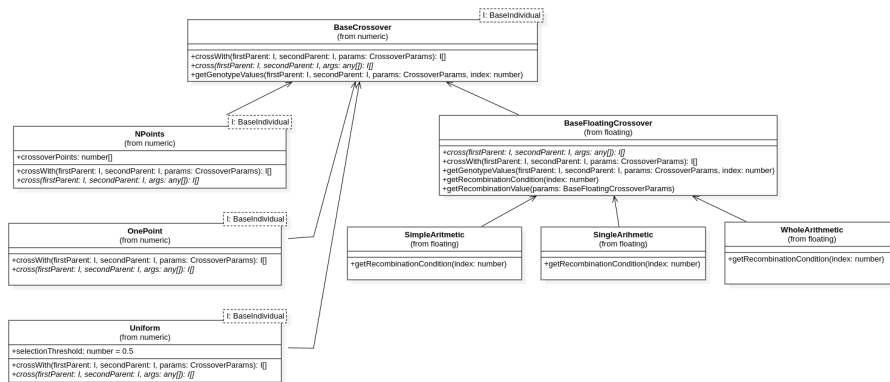 I: BaseIndividual
BaseCrossover
(from numeric)
+crossWith(firstParent: I, secondParent: I, params: CrossoverParams): I[]
+cross(firstParent: I, secondParent: I, args: any[]): I[]
+getGenotypeValues(firstParent: I, secondParent: I, params: CrossoverParams, index: number)
I: BaseIndividual
NPoints
(from numeric)
+crossoverPoints: number[]
+crossWith(firstParent: I, secondParent: I, params: CrossoverParams): I[]
+cross(firstParent: I, secondParent: I, args: any[]): I[]
BaseFloatingCrossover
(from floating)
+cross(firstParent: I, secondParent: I, args: any[]): I[]
+crossWith(firstParent: I, secondParent: I, params: CrossoverParams): I[]
+getGenotypeValues(firstParent: I, secondParent: I, params: CrossoverParams, index: number)
+getRecombinationCondition(index: number)
+getRecombinationValue(params: BaseFloatingCrossoverParams)
I: BaseIndividual
OnePoint
(from numeric)
+crossWith(firstParent: I, secondParent: I, params: CrossoverParams): I[]
+cross(firstParent: I, secondParent: I, args: any[]): I[]
SimpleAritmetic
(from floating)
+getRecombinationCondition(index: number)
SingleArihmetic
(from floating)
+getRecombinationCondition(index: number)
WholeArithmetic
(from floating)
+getRecombinationCondition(index: number)
I: BaseIndividual
Uniform
(from numeric)
+selectionThreshold: number = 0.5
+crossWith(firstParent: I, secondParent: I, params: CrossoverParams): I[]
+cross(firstParent: I, secondParent: I, args: any[]): I[]